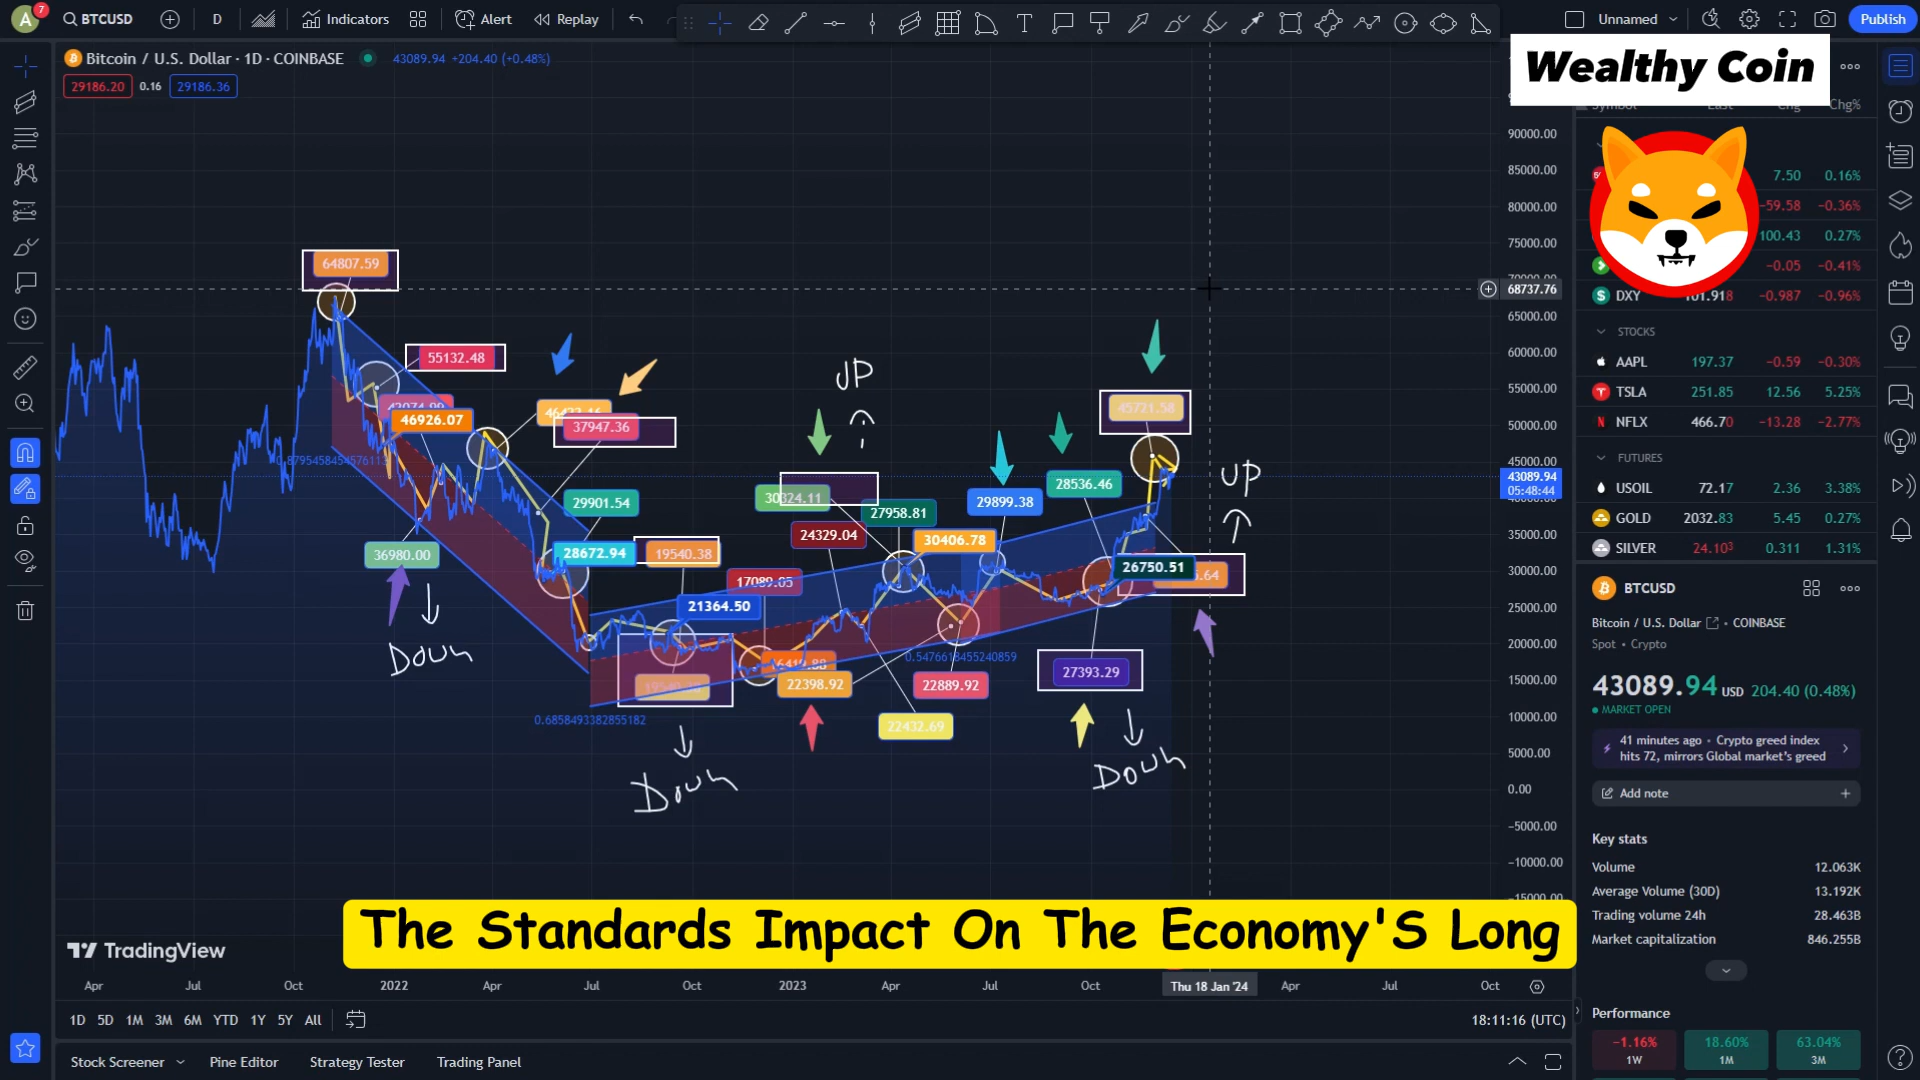 A 7 BTCUSD D Indicators Alert Replay Unnamed Publish
Wealthy Coin
Bitcoin / U.S. Dollar · 1D · COINBASE 43089.94 +204.40 (+0.48%)
29186.20 0.16 29186.36
90000.00
85000.00
80000.00
75000.00
68737.76
65000.00
60000.00
55000.00
50000.00
45000.00
43089.94
05:48:44
35000.00
30000.00
25000.00
20000.00
15000.00
10000.00
5000.00
0.00
−5000.00
−10000.00
64807.59
55132.48
46926.07
37947.36
36980.00
Down
29901.54
28672.94
19540.38
21364.50
17089.05
0.6858493382855182
Down
UP
24329.04
27958.81
30406.78
22398.92
22432.69
22889.92
0.5476618455240859
29899.38
28536.46
45721.58
26750.51
27393.29
UP
Down
7.50 0.16%
−59.58 −0.36%
100.43 0.27%
−0.05 −0.41%
DXY 101.918 −0.987 −0.96%
STOCKS
AAPL 197.37 −0.59 −0.30%
TSLA 251.85 12.56 5.25%
NFLX 466.70 −13.28 −2.77%
FUTURES
USOIL 72.17 2.36 3.38%
GOLD 2032.83 5.45 0.27%
SILVER 24.103 0.311 1.31%
BTCUSD
Bitcoin / U.S. Dollar COINBASE
Spot • Crypto
43089.94 USD 204.40 (0.48%)
MARKET OPEN
41 minutes ago • Crypto greed index
hits 72, mirrors Global market's greed
Add note
Key stats
Volume 12.063K
Average Volume (30D) 13.192K
Trading volume 24h 28.463B
Market capitalization 846.255B
Performance
−1.16% 18.60% 63.04%
1W 1M 3M
The Standards Impact On The Economy'S Long
TradingView
Apr Jul Oct 2022 Apr Jul Oct 2023 Apr Jul Oct Thu 18 Jan '24 Apr Jul Oct
1D 5D 1M 3M 6M YTD 1Y 5Y All 18:11:16 (UTC)
Stock Screener Pine Editor Strategy Tester Trading Panel